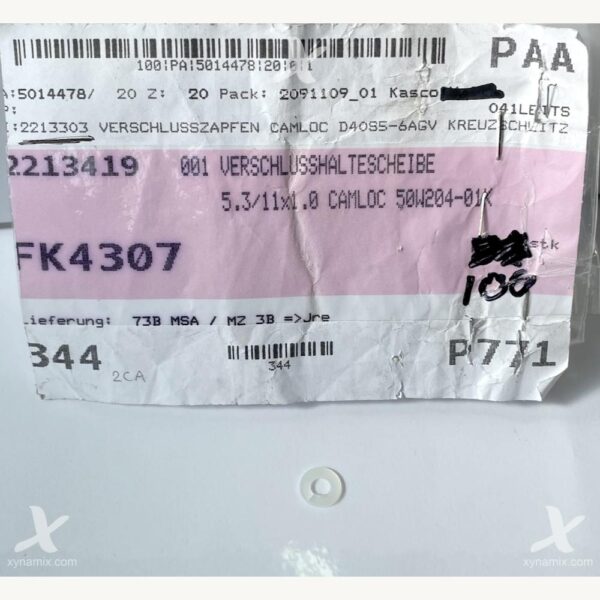 PAA
100|PA|5014478|20|0|1
A:5014478/ 20 Z: 20 Pack: 2091109_01 Kasco
P: 041LETTS
I:2213303 VERSCHLUSSZAPFEN CAMLOC D40S5-6AGV KREUZSCHLITZ
2213419 001 VERSCHLUSSHALTESCHEIBE
5.3/11x1.0 CAMLOC 50W204-01X
FK4307
stk
100
Lieferung: 73B MSA / MZ 3B =>Jre
344 2CA 344 P771
X X
xynamix.com xynamix.com